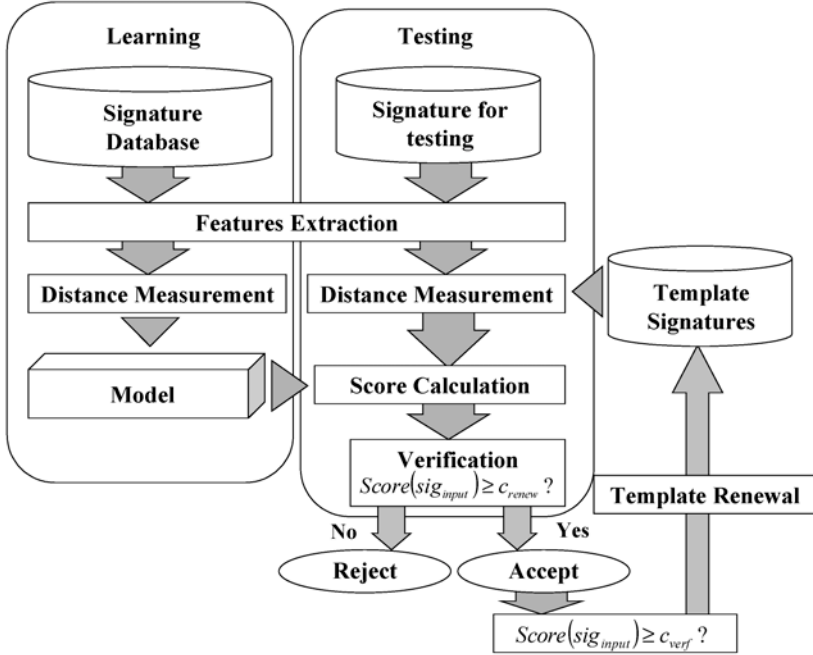 Learning
Testing
Signature
Database
Signature for
testing
Features Extraction
Distance Measurement
Distance Measurement
Template
Signatures
Model
Score Calculation
Verification
Score(sig_input) ≥ c_renew ?
Template Renewal
No
Yes
Reject
Accept
Score(sig_input) ≥ c_verf ?